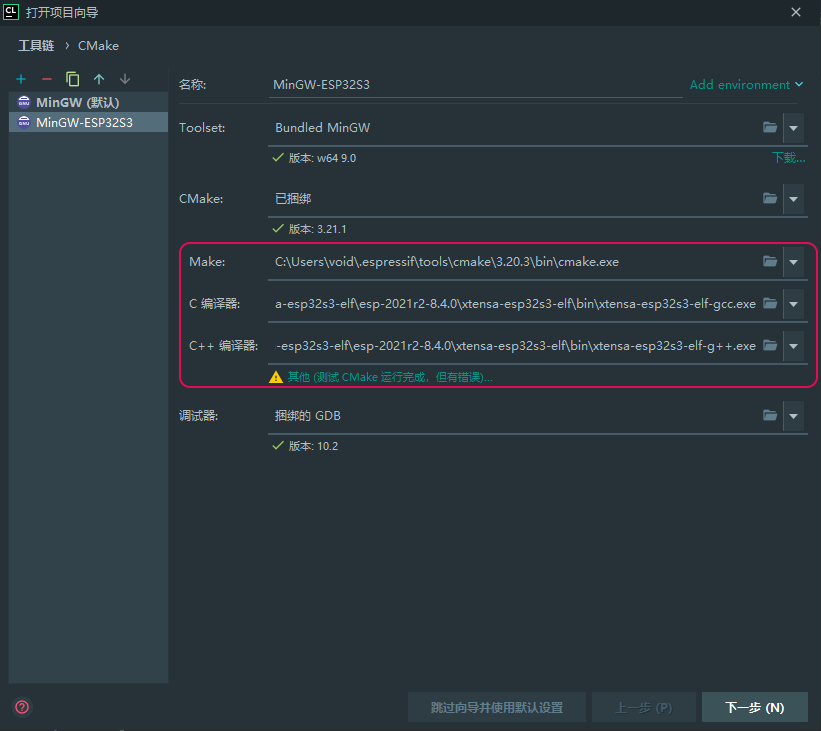 CL 打开项目向导
工具链 › CMake
MinGW (默认)
MinGW-ESP32S3
名称: MinGW-ESP32S3 Add environment
Toolset: Bundled MinGW
版本: w64 9.0 下载...
CMake: 已捆绑
版本: 3.21.1
Make: C:\Users\void\.espressif\tools\cmake\3.20.3\bin\cmake.exe
C 编译器: a-esp32s3-elf\esp-2021r2-8.4.0\xtensa-esp32s3-elf\bin\xtensa-esp32s3-elf-gcc.exe
C++ 编译器: -esp32s3-elf\esp-2021r2-8.4.0\xtensa-esp32s3-elf\bin\xtensa-esp32s3-elf-g++.exe
其他 (测试 CMake 运行完成，但有错误)...
调试器: 捆绑的 GDB
版本: 10.2
跳过向导并使用默认设置 上一步 (P) 下一步 (N)